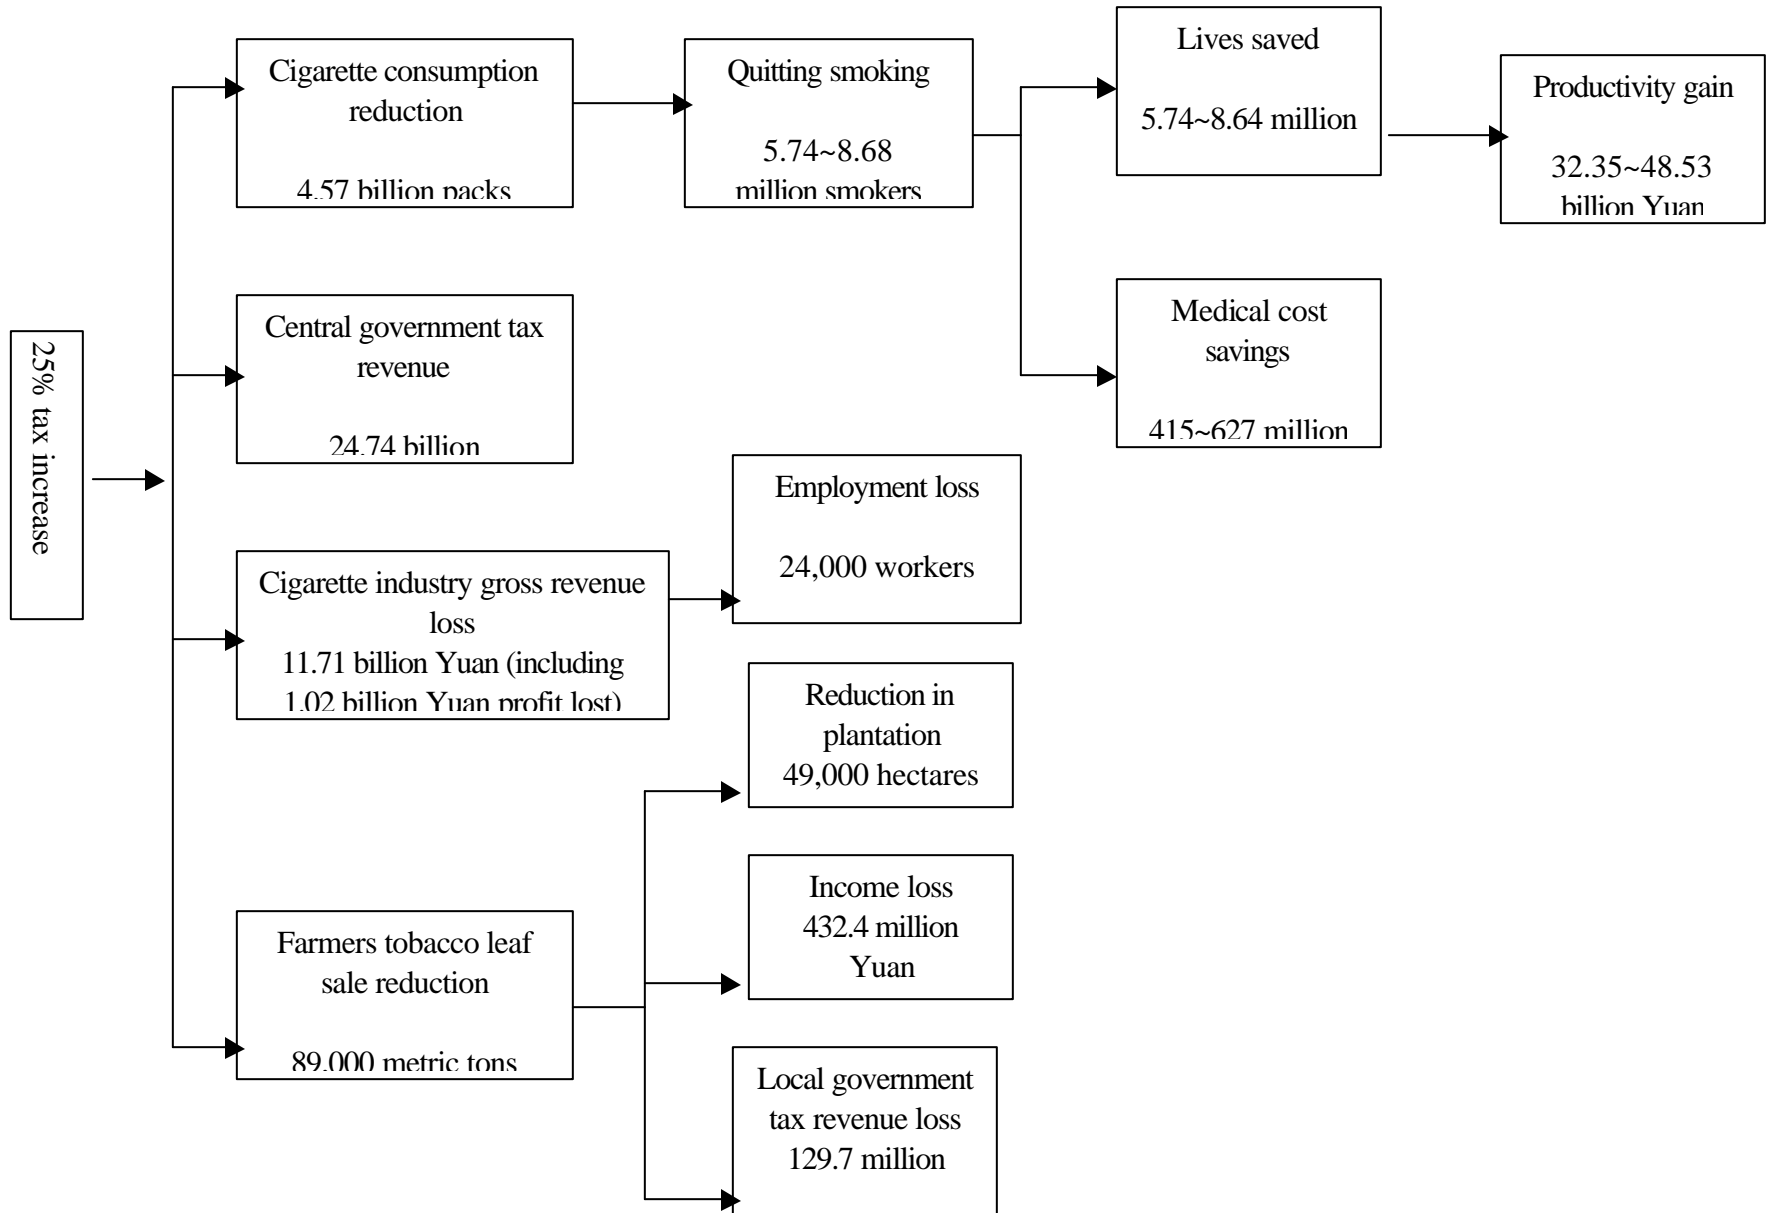 25% tax increase
Cigarette consumption
reduction
4.57 billion packs
Quitting smoking
5.74~8.68
million smokers
Lives saved
5.74~8.64 million
Productivity gain
32.35~48.53
billion Yuan
Central government tax
revenue
24.74 billion
Medical cost
savings
415~627 million
Cigarette industry gross revenue
loss
11.71 billion Yuan (including
1.02 billion Yuan profit lost)
Employment loss
24,000 workers
Farmers tobacco leaf
sale reduction
89,000 metric tons
Reduction in
plantation
49,000 hectares
Income loss
432.4 million
Yuan
Local government
tax revenue loss
129.7 million